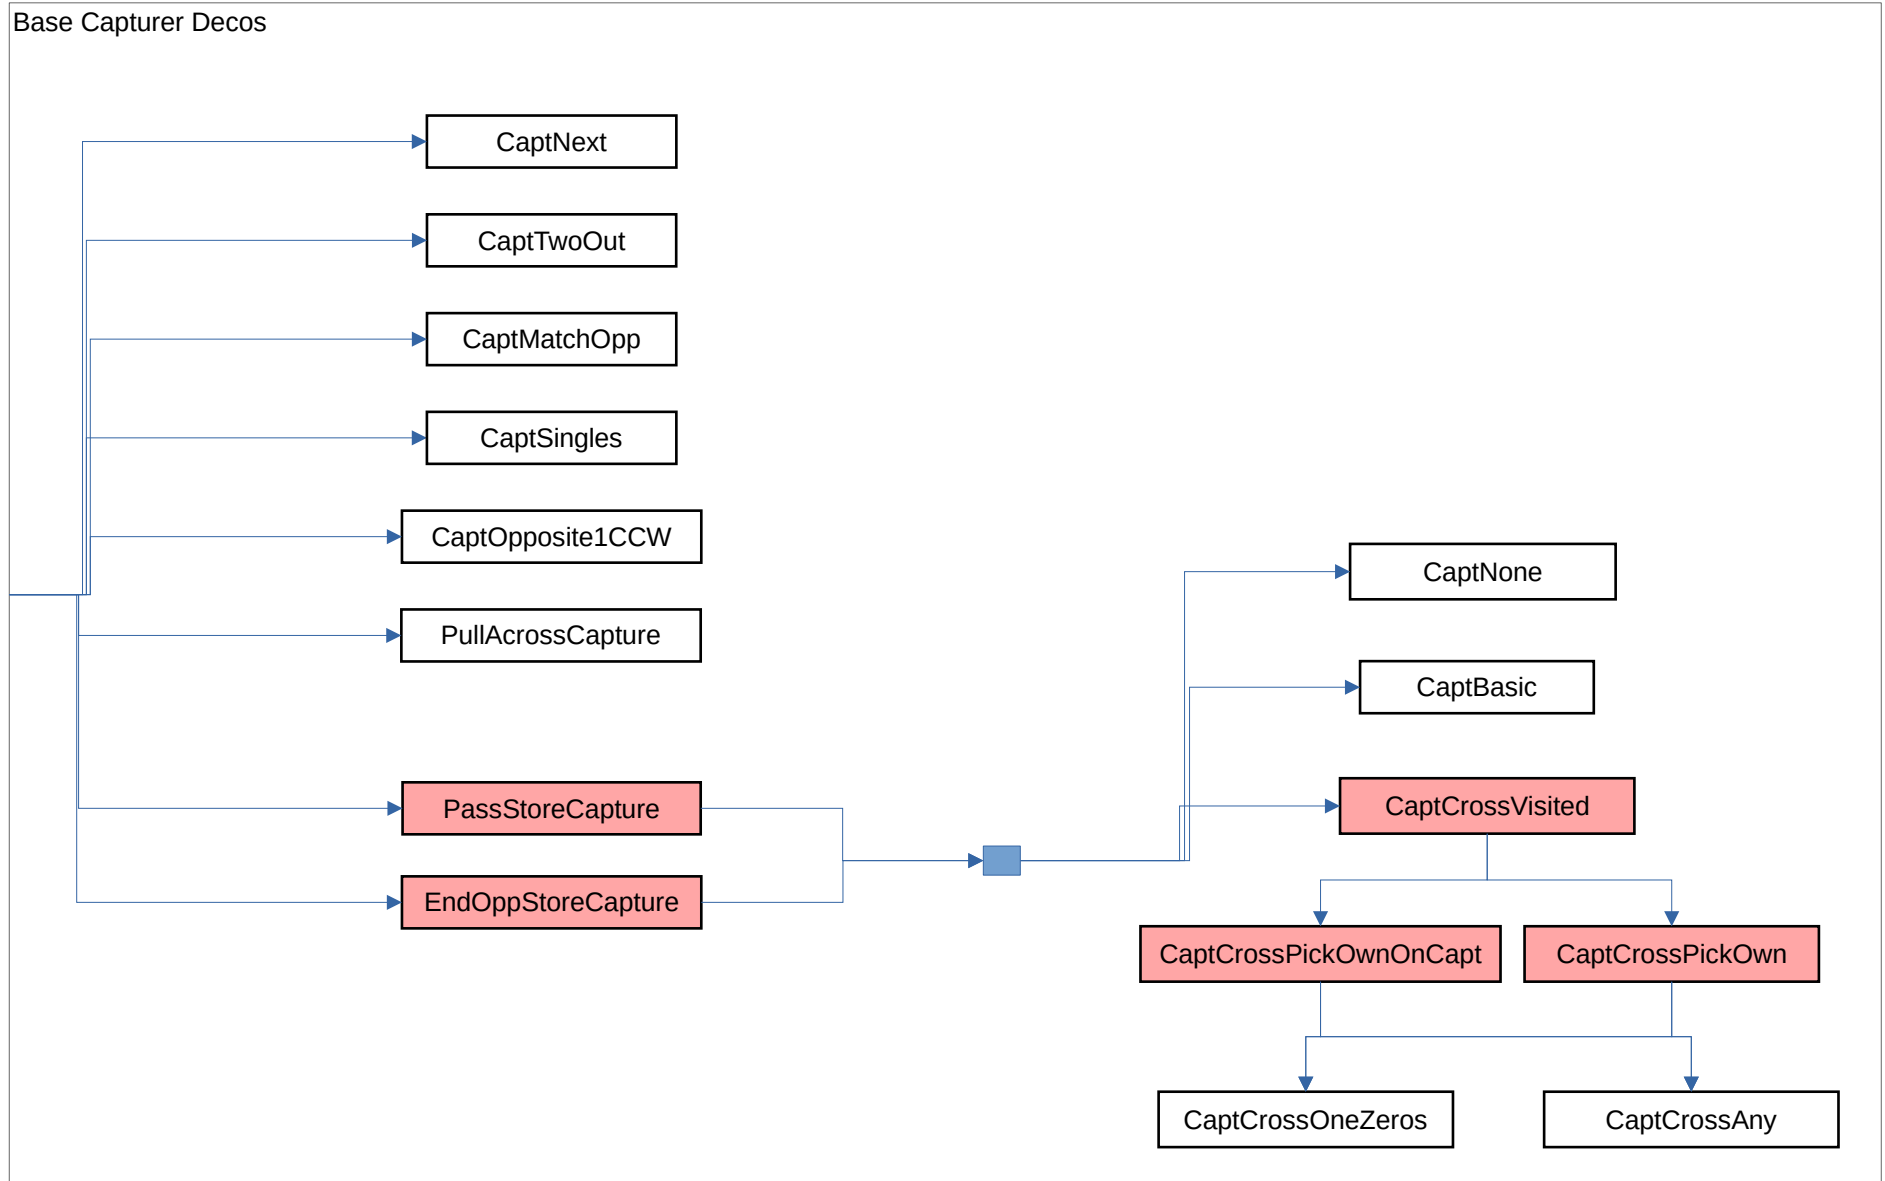 Base Capturer Decos
CaptNext
CaptTwoOut
CaptMatchOpp
CaptSingles
CaptOpposite1CCW
PullAcrossCapture
PassStoreCapture
EndOppStoreCapture
CaptNone
CaptBasic
CaptCrossVisited
CaptCrossPickOwnOnCapt
CaptCrossPickOwn
CaptCrossOneZeros
CaptCrossAny